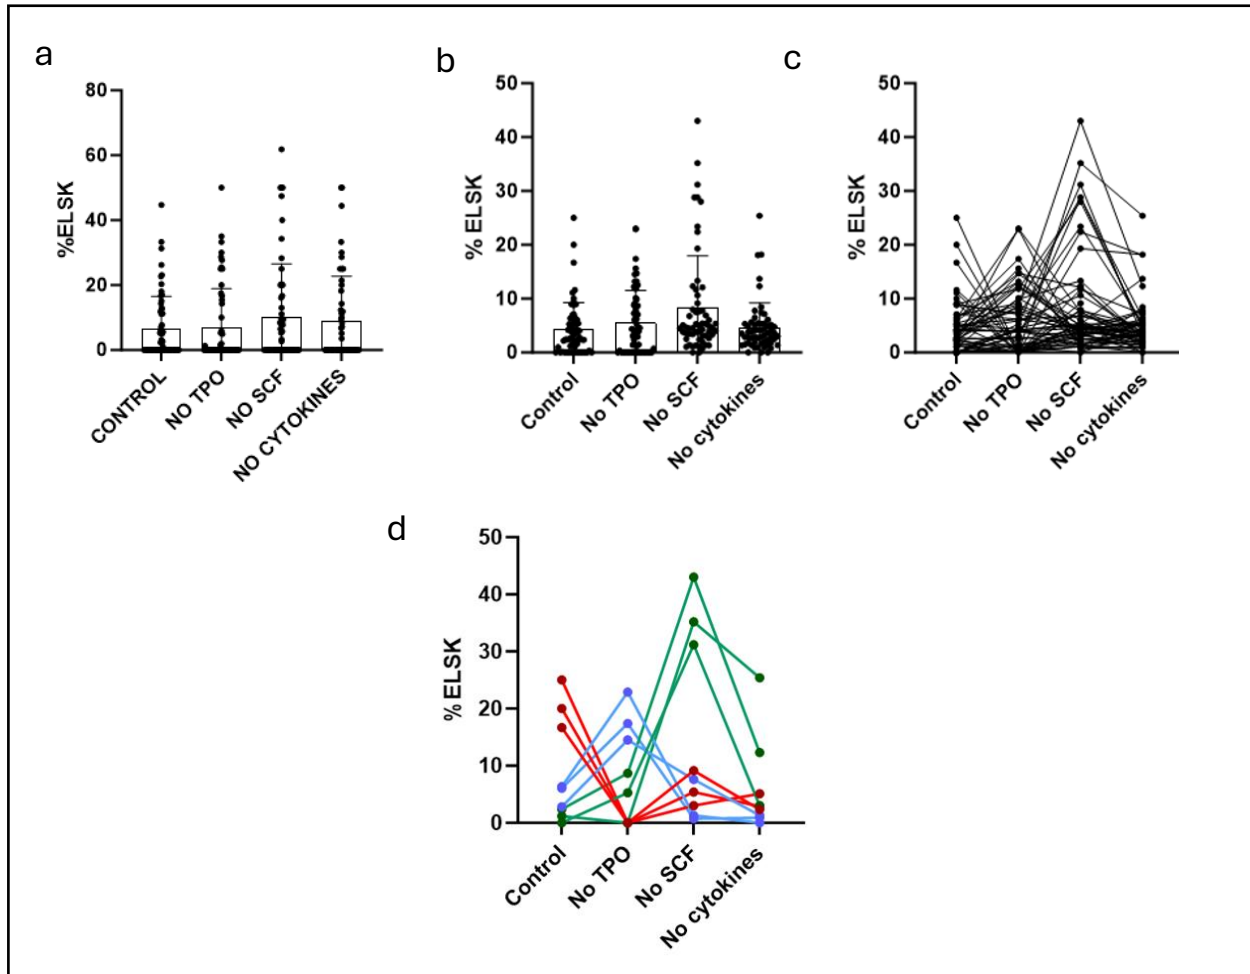 a
80
60
40
20
0
%ELSK
CONTROL
NO TPO
NO SCF
NO CYTOKINES
b
50
40
30
20
10
0
% ELSK
Control
No TPO
No SCF
No cytokines
c
50
40
30
20
10
0
% ELSK
Control
No TPO
No SCF
No cytokines
d
50
40
30
20
10
0
% ELSK
Control
No TPO
No SCF
No cytokines